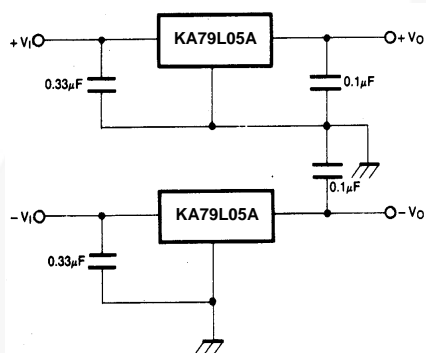 + VI
KA79L05A
+ VO
0.33µF
0.1µF
0.1µF
− VI
KA79L05A
− VO
0.33µF